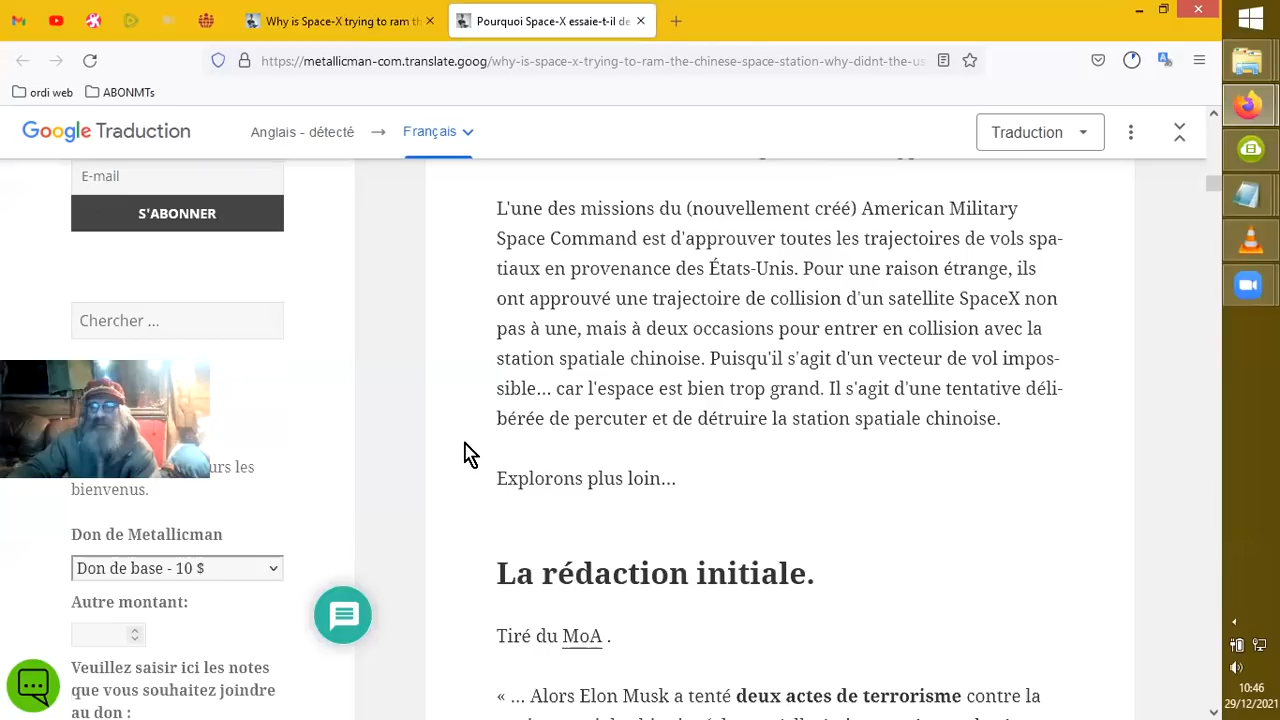 Why is Space-X trying to ram th
Pourquoi Space-X essaie-t-il de
https://metallicman-com.translate.goog/why-is-space-x-trying-to-ram-the-chinese-space-station-why-didnt-the-us
ordi web
ABONMTs
Google Traduction
Anglais - détecté
Français
Traduction
E-mail
S'ABONNER
Chercher …
urs les
bienvenus.
Don de Metallicman
Don de base - 10 $
Autre montant:
Veuillez saisir ici les notes
que vous souhaitez joindre
au don :
L'une des missions du (nouvellement créé) American Military
Space Command est d'approuver toutes les trajectoires de vols spa-
tiaux en provenance des États-Unis. Pour une raison étrange, ils
ont approuvé une trajectoire de collision d'un satellite SpaceX non
pas à une, mais à deux occasions pour entrer en collision avec la
station spatiale chinoise. Puisqu'il s'agit d'un vecteur de vol impos-
sible… car l'espace est bien trop grand. Il s'agit d'une tentative déli-
bérée de percuter et de détruire la station spatiale chinoise.
Explorons plus loin…
La rédaction initiale.
Tiré du MoA .
« … Alors Elon Musk a tenté deux actes de terrorisme contre la
10:46
29/12/2021